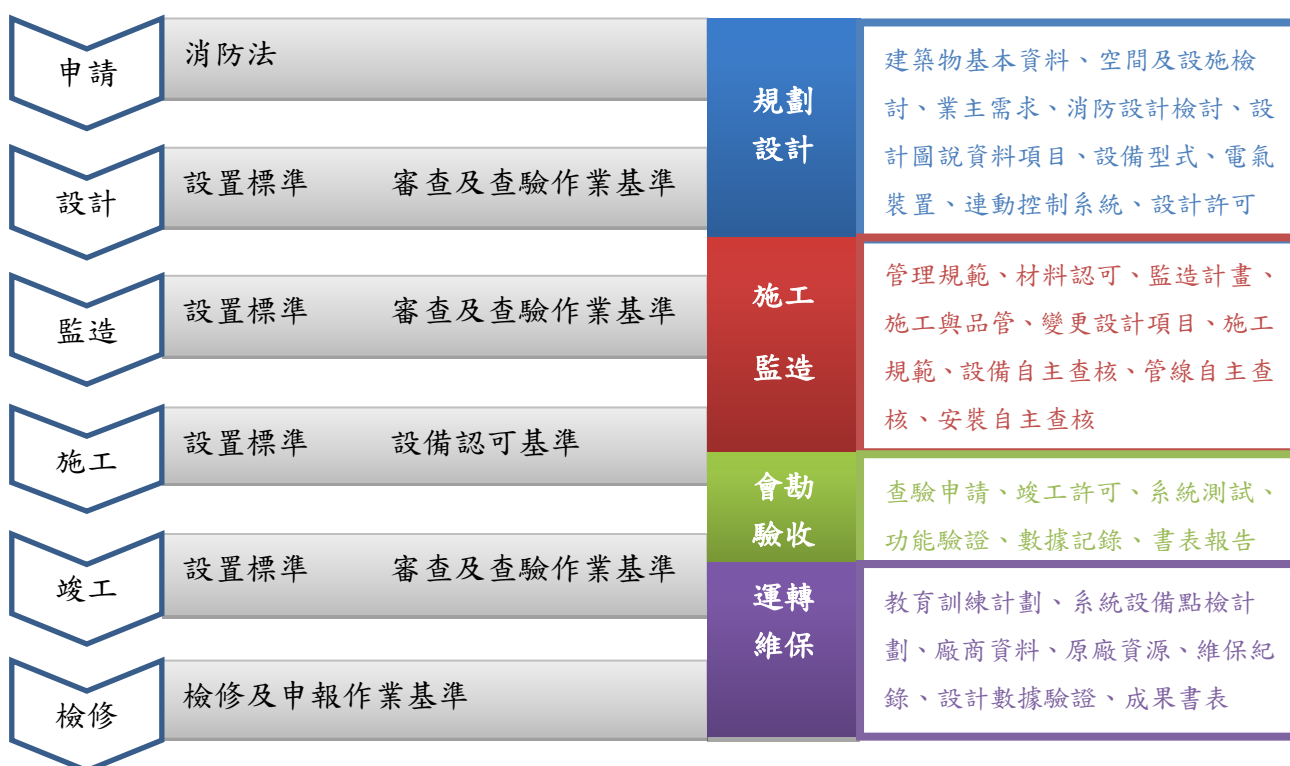 申請
消防法
設計
設置標準 審查及查驗作業基準
監造
設置標準 審查及查驗作業基準
施工
設置標準 設備認可基準
竣工
設置標準 審查及查驗作業基準
檢修
檢修及申報作業基準
規劃
設計
建築物基本資料、空間及設施檢
討、業主需求、消防設計檢討、設
計圖說資料項目、設備型式、電氣
裝置、連動控制系統、設計許可
施工
監造
管理規範、材料認可、監造計畫、
施工與品管、變更設計項目、施工
規範、設備自主查核、管線自主查
核、安裝自主查核
會勘
驗收
查驗申請、竣工許可、系統測試、
功能驗證、數據記錄、書表報告
運轉
維保
教育訓練計劃、系統設備點檢計
劃、廠商資料、原廠資源、維保紀
錄、設計數據驗證、成果書表